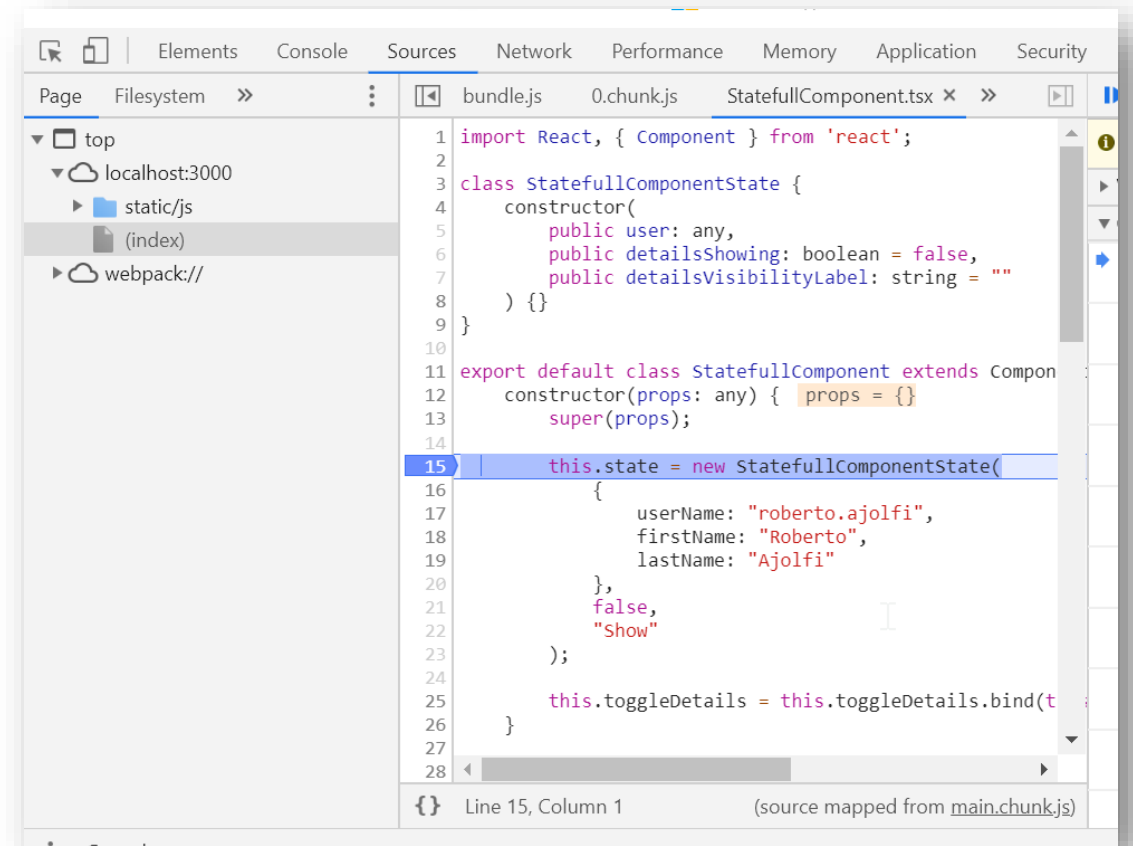 Elements Console Sources Network Performance Memory Application Security
Page Filesystem » bundle.js 0.chunk.js StatefullComponent.tsx × »
top
localhost:3000
static/js
(index)
webpack://
1 import React, { Component } from 'react';
2
3 class StatefullComponentState {
4 constructor(
5 public user: any,
6 public detailsShowing: boolean = false,
7 public detailsVisibilityLabel: string = ""
8 ) {}
9 }
10
11 export default class StatefullComponent extends Compon
12 constructor(props: any) { props = {}
13 super(props);
14
15 this.state = new StatefullComponentState(
16 {
17 userName: "roberto.ajolfi",
18 firstName: "Roberto",
19 lastName: "Ajolfi"
20 },
21 false,
22 "Show"
23 );
24
25 this.toggleDetails = this.toggleDetails.bind(t
26 }
27
28
{} Line 15, Column 1 (source mapped from main.chunk.js)